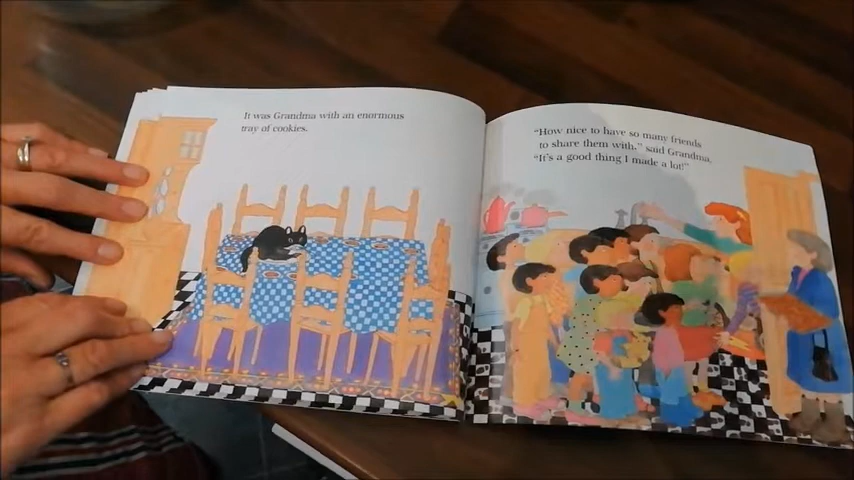 It was Grandma with an enormous
tray of cookies.
"How nice to have so many friends
to share them with," said Grandma.
"It's a good thing I made a lot!"